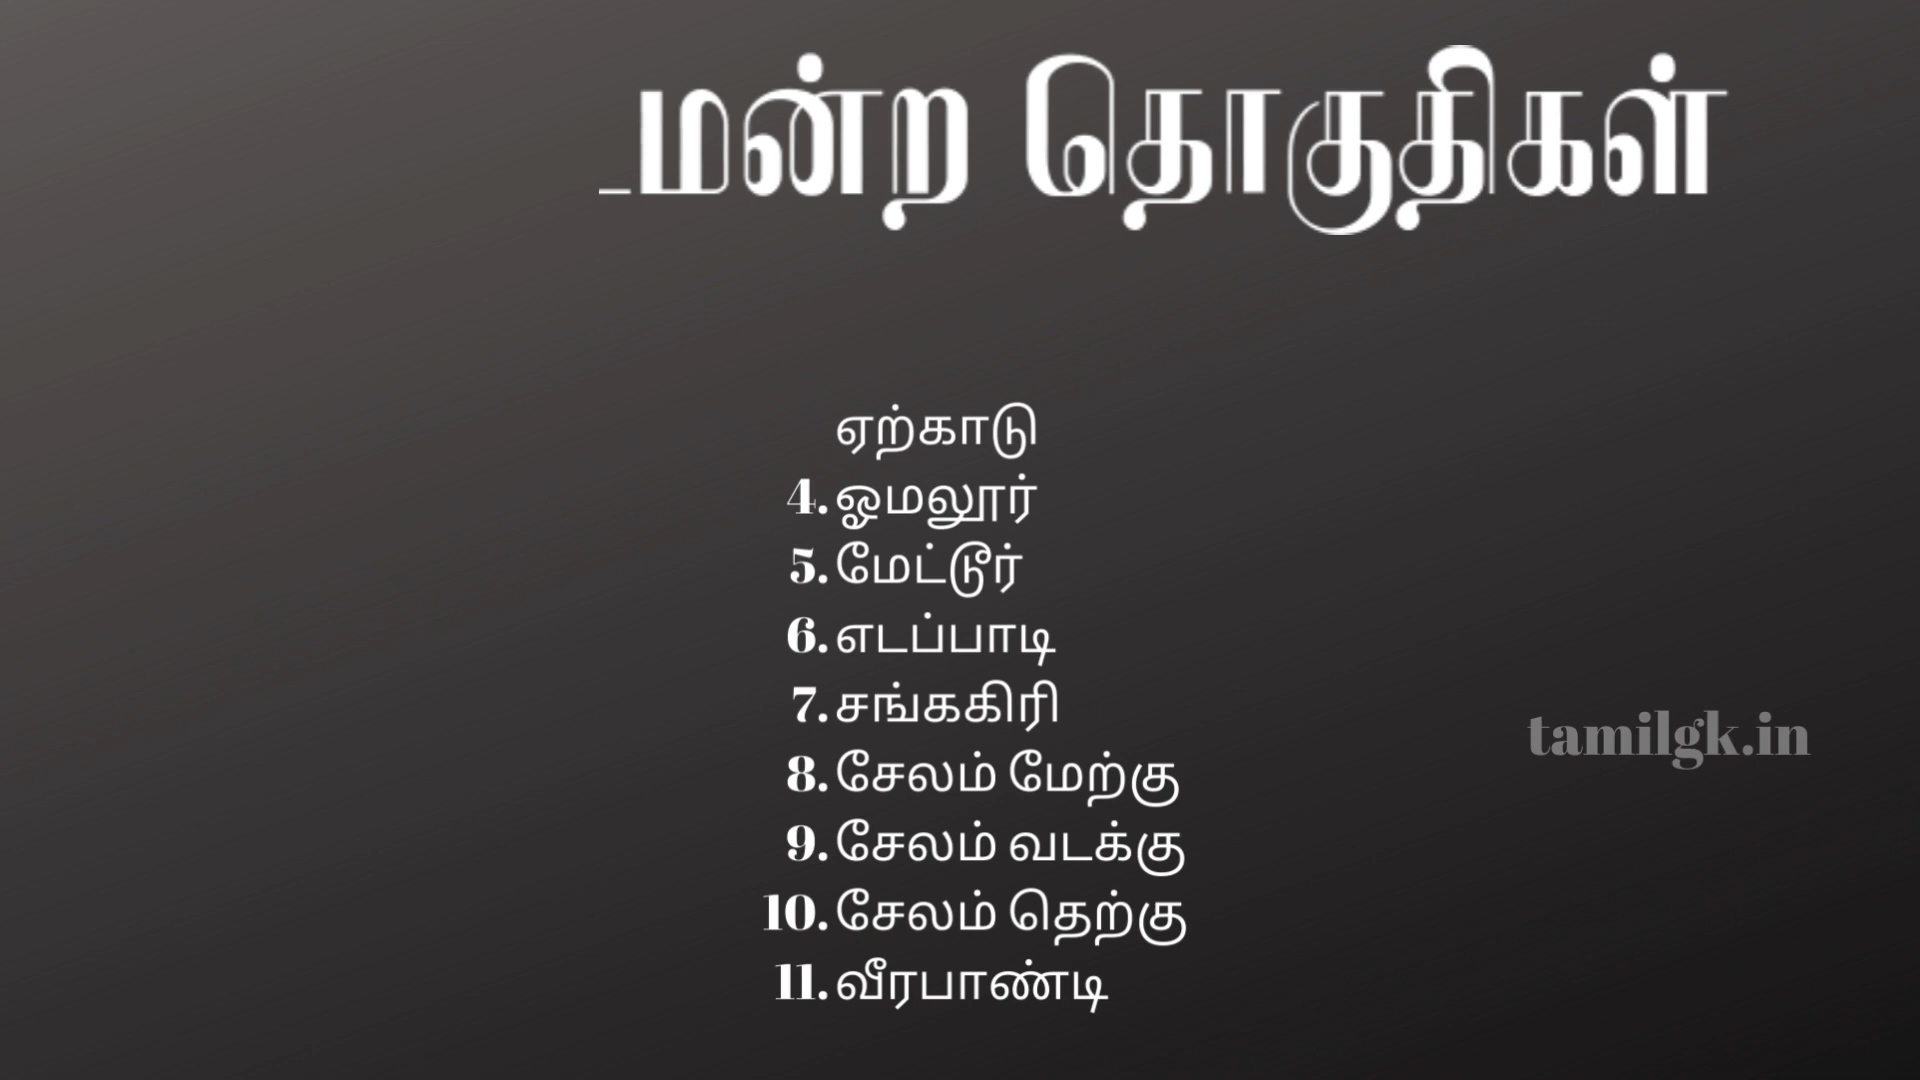 மன்ற தொகுதிகள்
ஏற்காடு
4. ஓமலூர்
5. மேட்டூர்
6. எடப்பாடி
7. சங்ககிரி
8. சேலம் மேற்கு
9. சேலம் வடக்கு
10. சேலம் தெற்கு
11. வீரபாண்டி
tamilgk.in